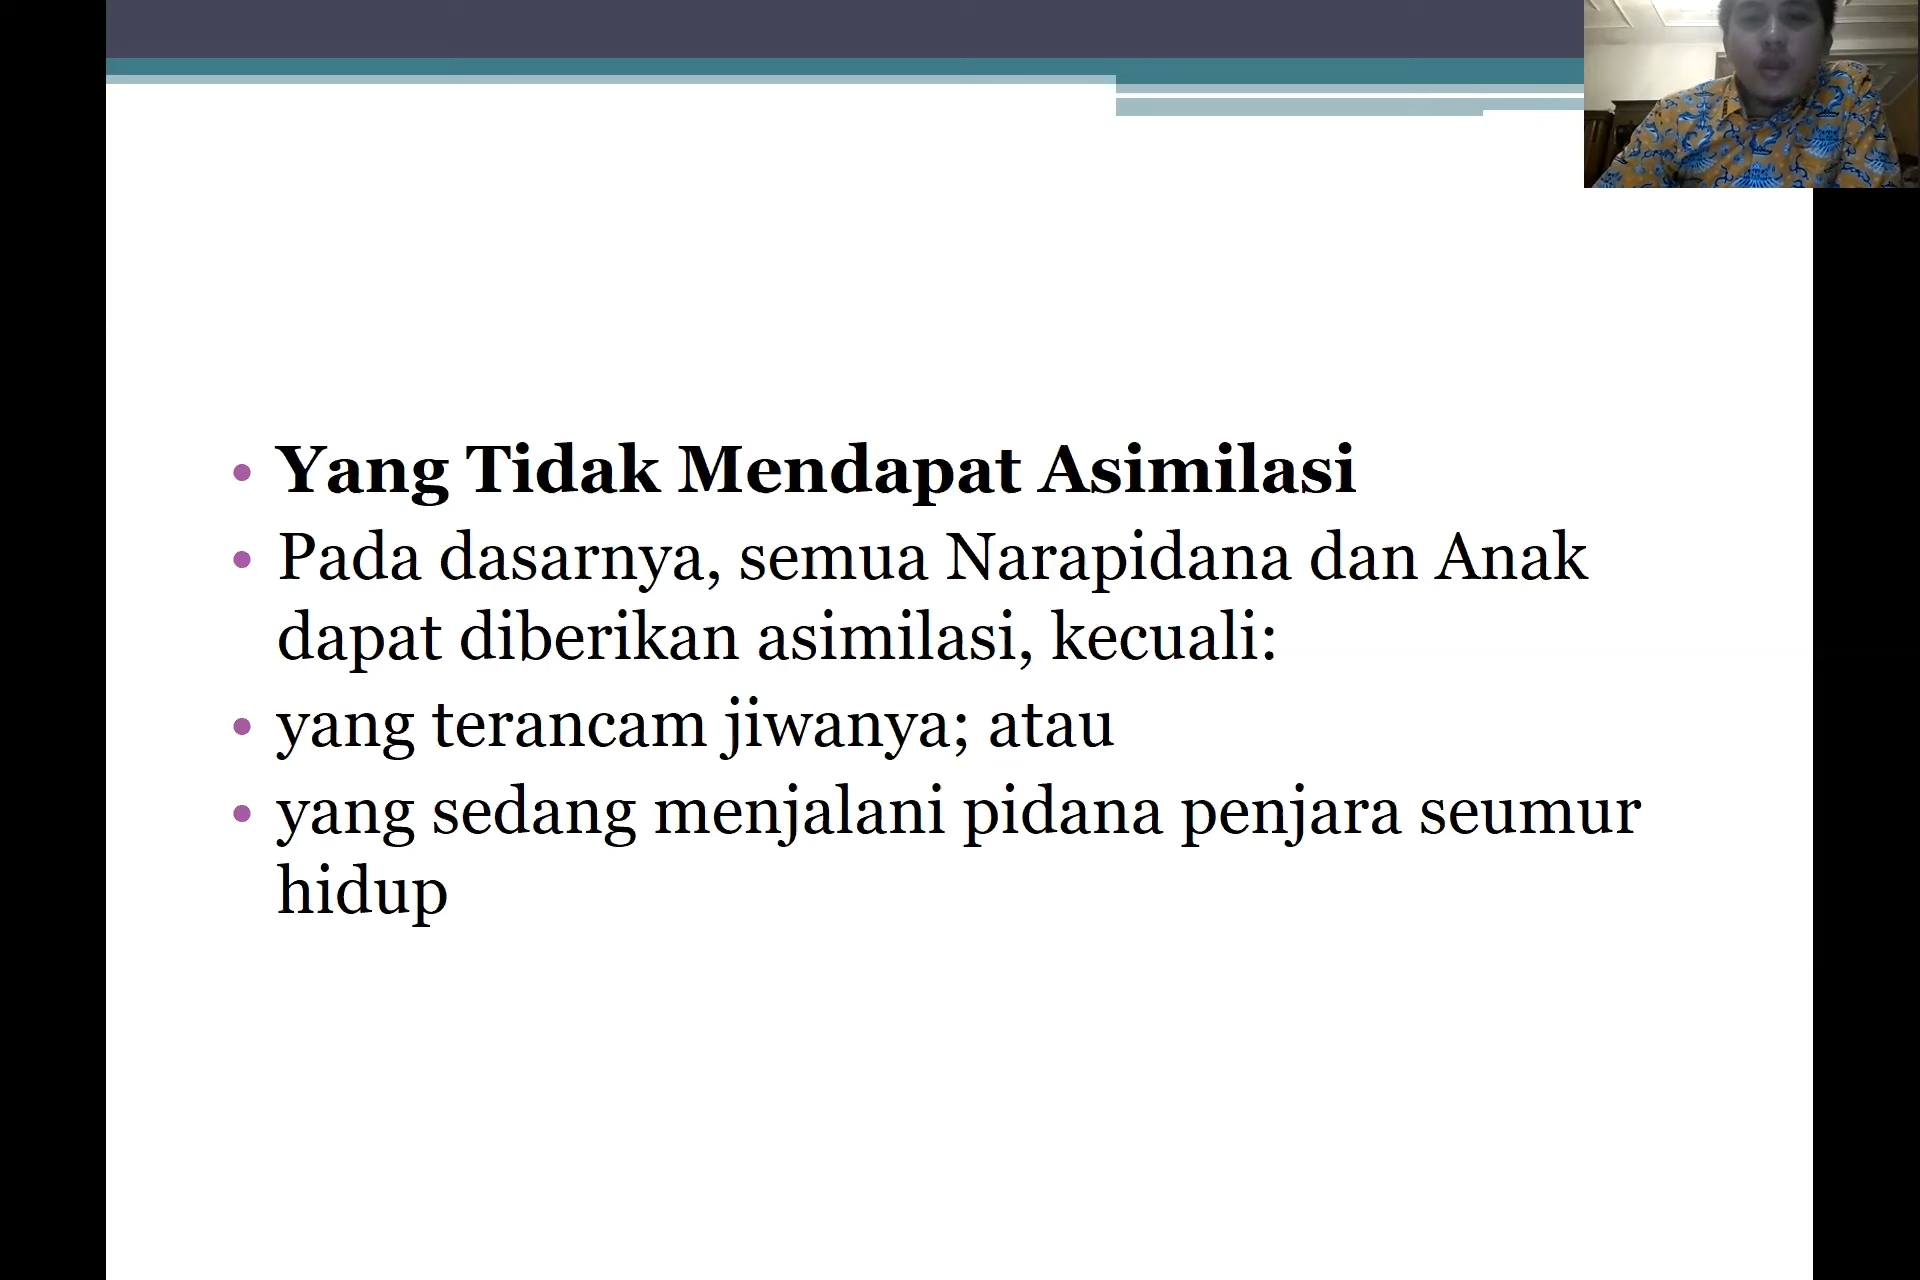 Yang Tidak Mendapat Asimilasi
Pada dasarnya, semua Narapidana dan Anak
dapat diberikan asimilasi, kecuali:
yang terancam jiwanya; atau
yang sedang menjalani pidana penjara seumur
hidup